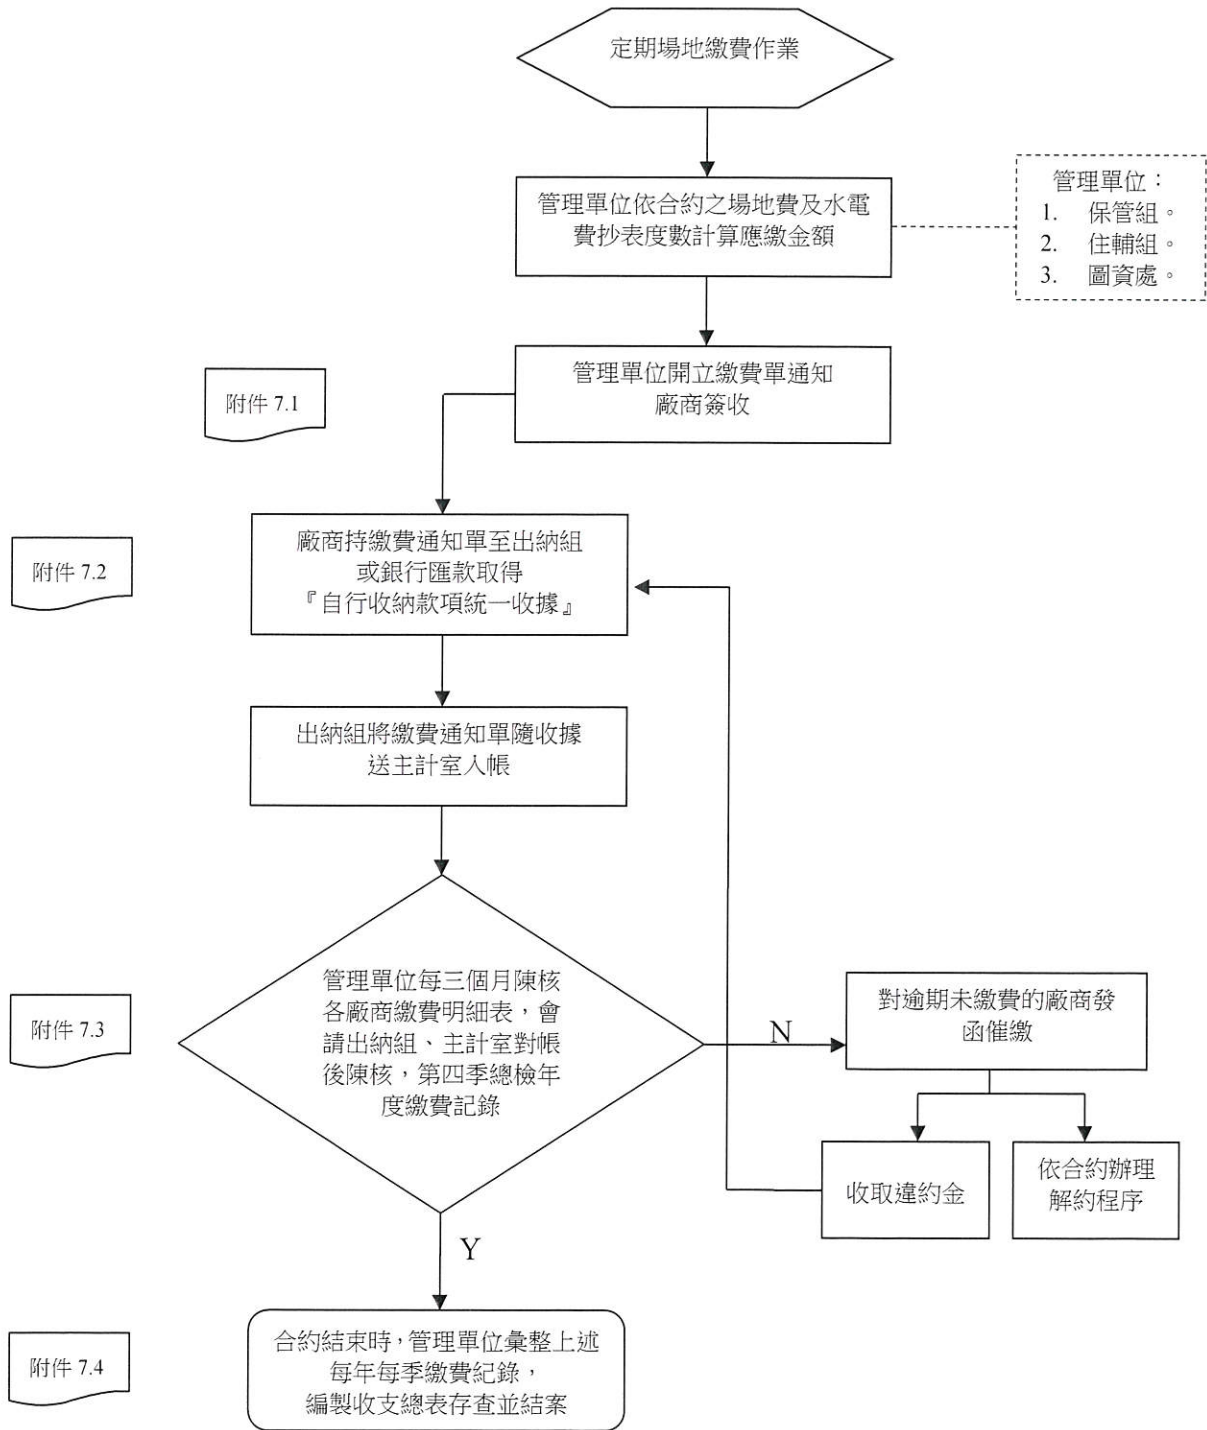 定期場地繳費作業
管理單位依合約之場地費及水電
費抄表度數計算應繳金額
管理單位：
1. 保管組。
2. 住輔組。
3. 圖資處。
管理單位開立繳費單通知
廠商簽收
附件 7.1
廠商持繳費通知單至出納組
或銀行匯款取得
『自行收納款項統一收據』
附件 7.2
出納組將繳費通知單隨收據
送主計室入帳
管理單位每三個月陳核
各廠商繳費明細表，會
請出納組、主計室對帳
後陳核，第四季總檢年
度繳費記錄
附件 7.3
N
對逾期未繳費的廠商發
函催繳
收取違約金
依合約辦理
解約程序
Y
合約結束時，管理單位彙整上述
每年每季繳費紀錄，
編製收支總表存查並結案
附件 7.4